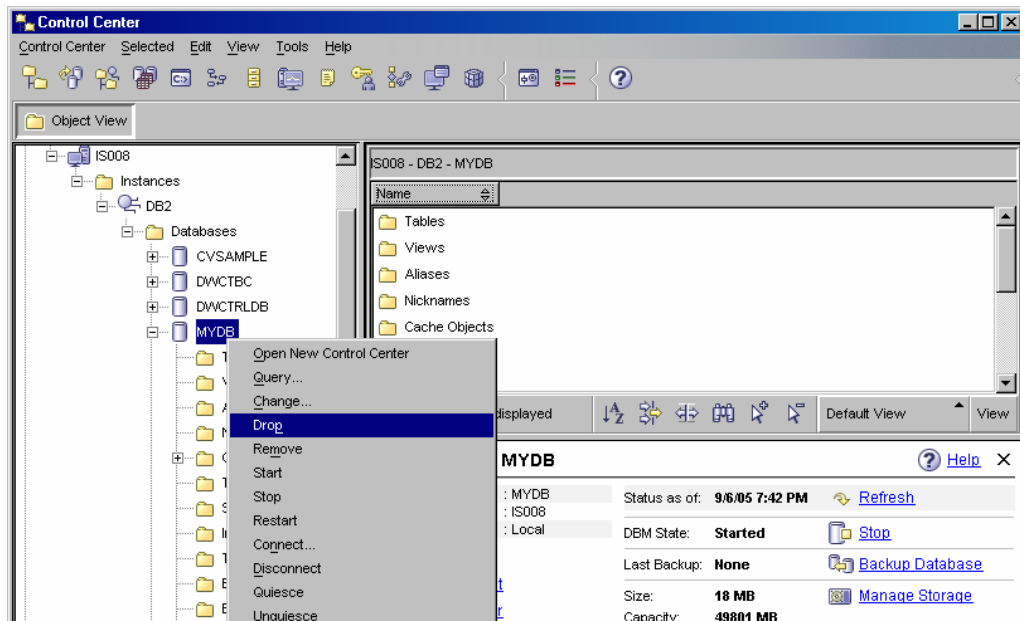 Control Center
Control Center Selected Edit View Tools Help
Object View
IS008
Instances
DB2
Databases
CVSAMPLE
DWCTBC
DWCTRLDB
MYDB
IS008 - DB2 - MYDB
Name
Tables
Views
Aliases
Nicknames
Cache Objects
Open New Control Center
Query...
Change...
Drop
Remove
Start
Stop
Restart
Connect...
Disconnect
Quiesce
Unquiesce
displayed
Default View
View
MYDB
Help
: MYDB
: IS008
: Local
Status as of: 9/6/05 7:42 PM
Refresh
DBM State: Started
Stop
Last Backup: None
Backup Database
Size: 18 MB
Manage Storage
Capacity: 49801 MB